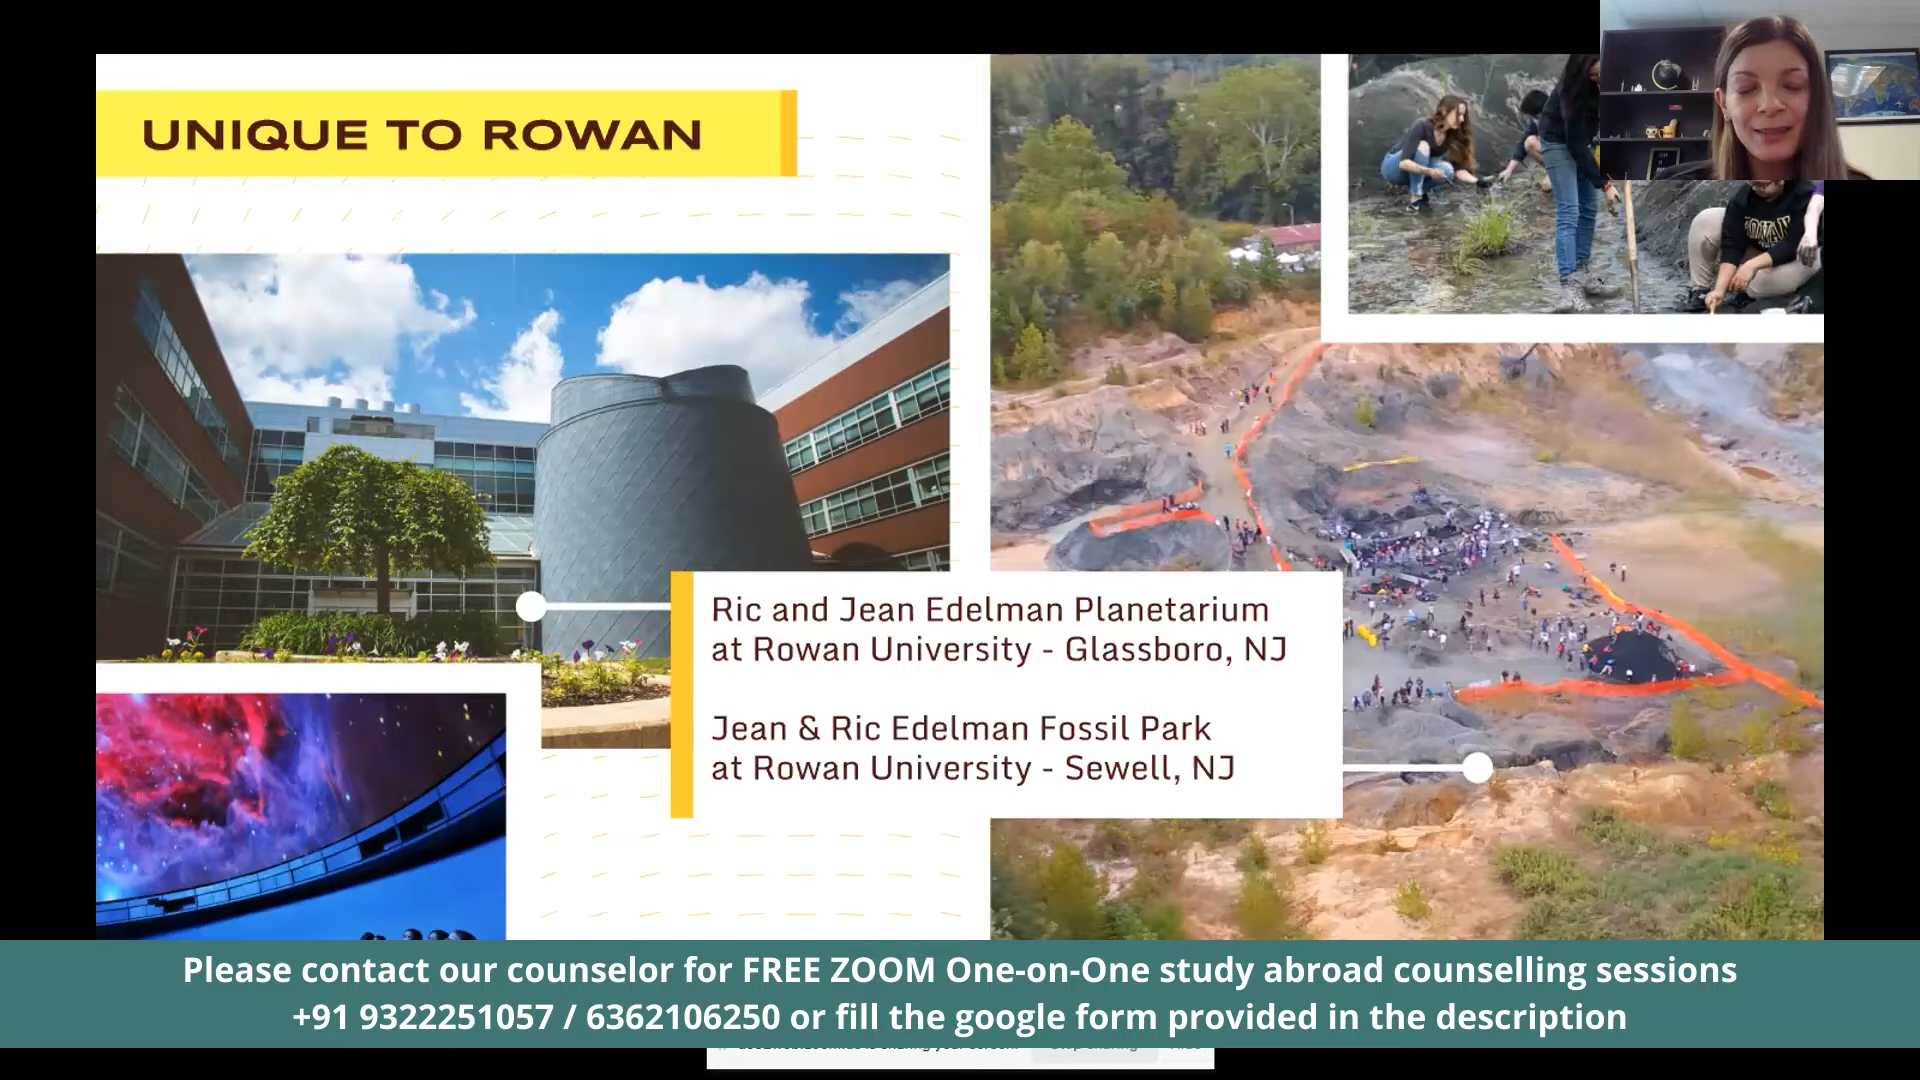 UNIQUE TO ROWAN
ROWAN
Ric and Jean Edelman Planetarium
at Rowan University - Glassboro, NJ
Jean & Ric Edelman Fossil Park
at Rowan University - Sewell, NJ
Please contact our counselor for FREE ZOOM One-on-One study abroad counselling sessions
+91 9322251057 / 6362106250 or fill the google form provided in the description